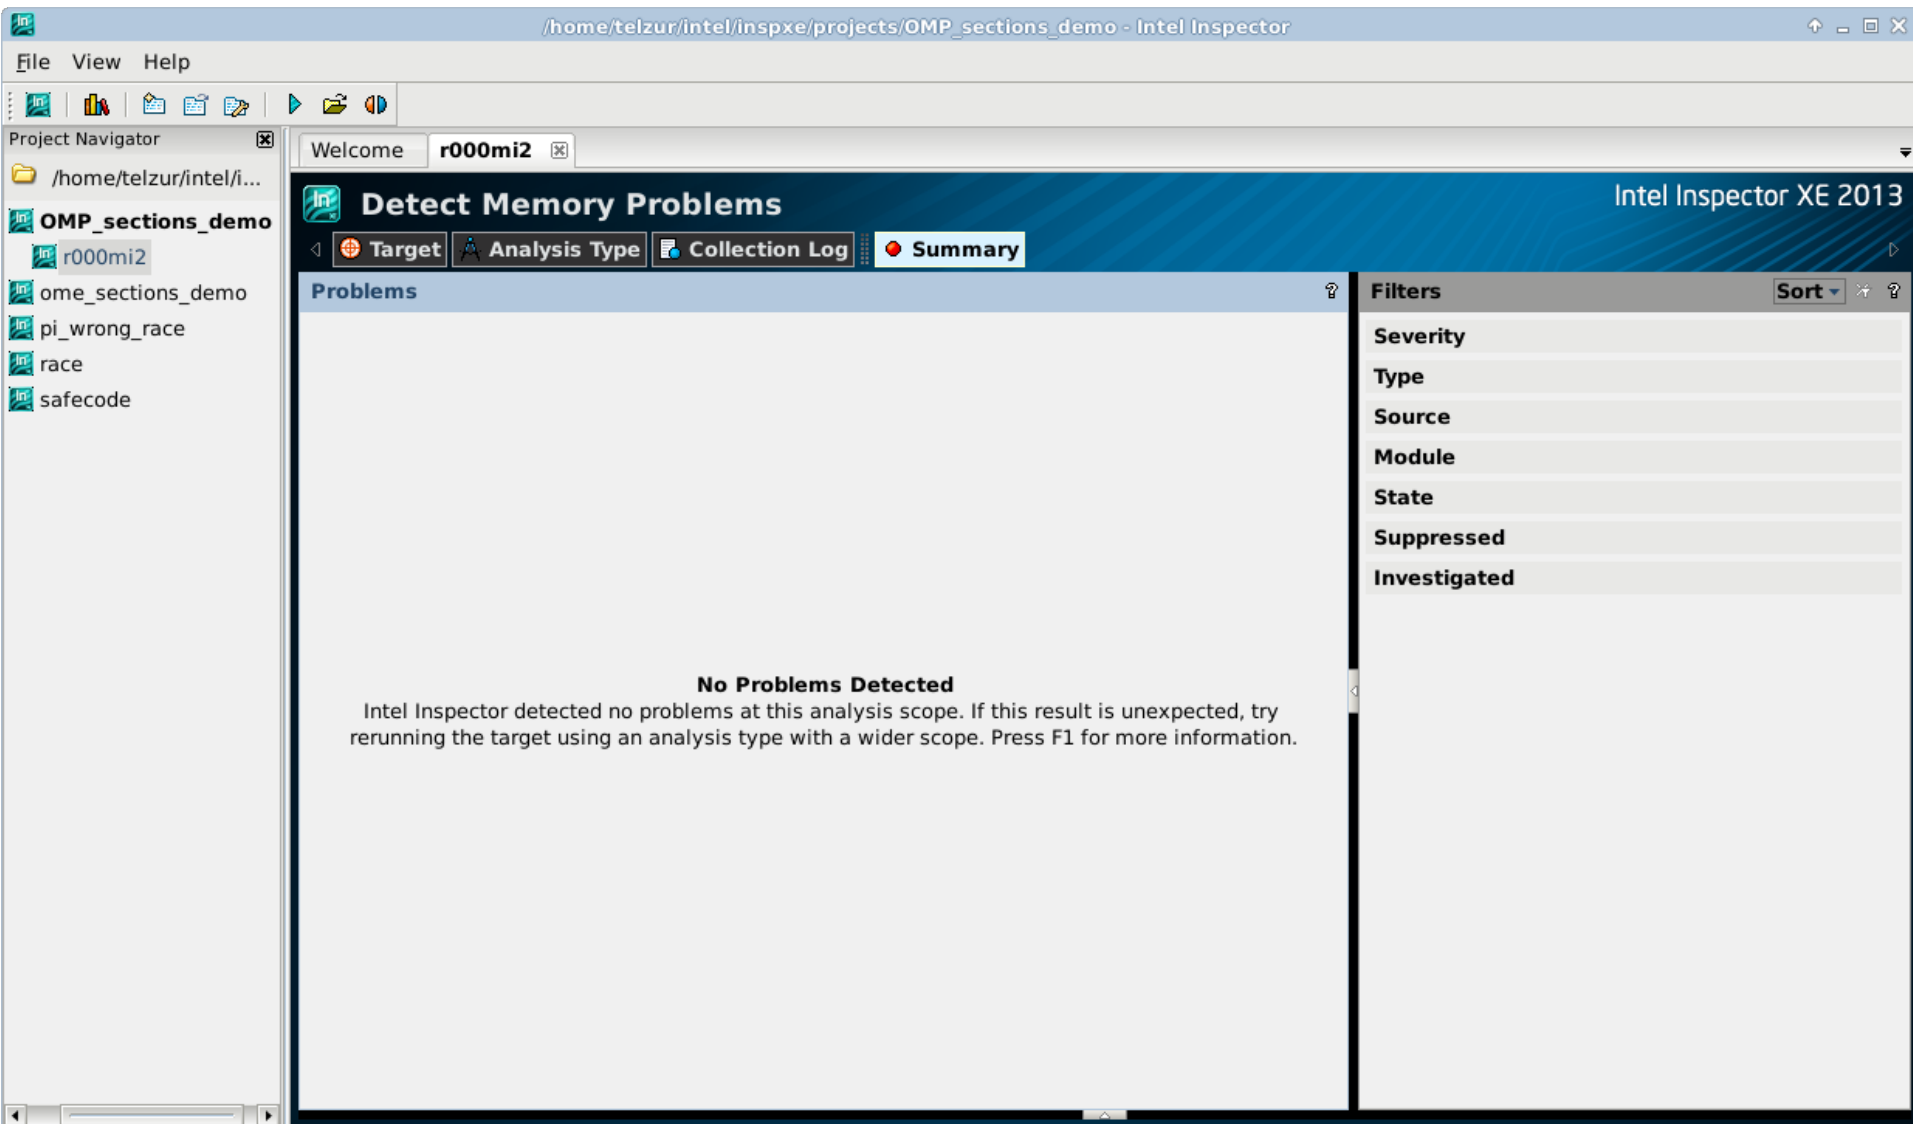 /home/telzur/intel/inspxe/projects/OMP_sections_demo - Intel Inspector
File View Help
Project Navigator
/home/telzur/intel/i...
OMP_sections_demo
r000mi2
ome_sections_demo
pi_wrong_race
race
safecode
Welcome r000mi2
Detect Memory Problems
Intel Inspector XE 2013
Target Analysis Type Collection Log Summary
Problems ?
Filters Sort ?
Severity
Type
Source
Module
State
Suppressed
Investigated
No Problems Detected
Intel Inspector detected no problems at this analysis scope. If this result is unexpected, try
rerunning the target using an analysis type with a wider scope. Press F1 for more information.